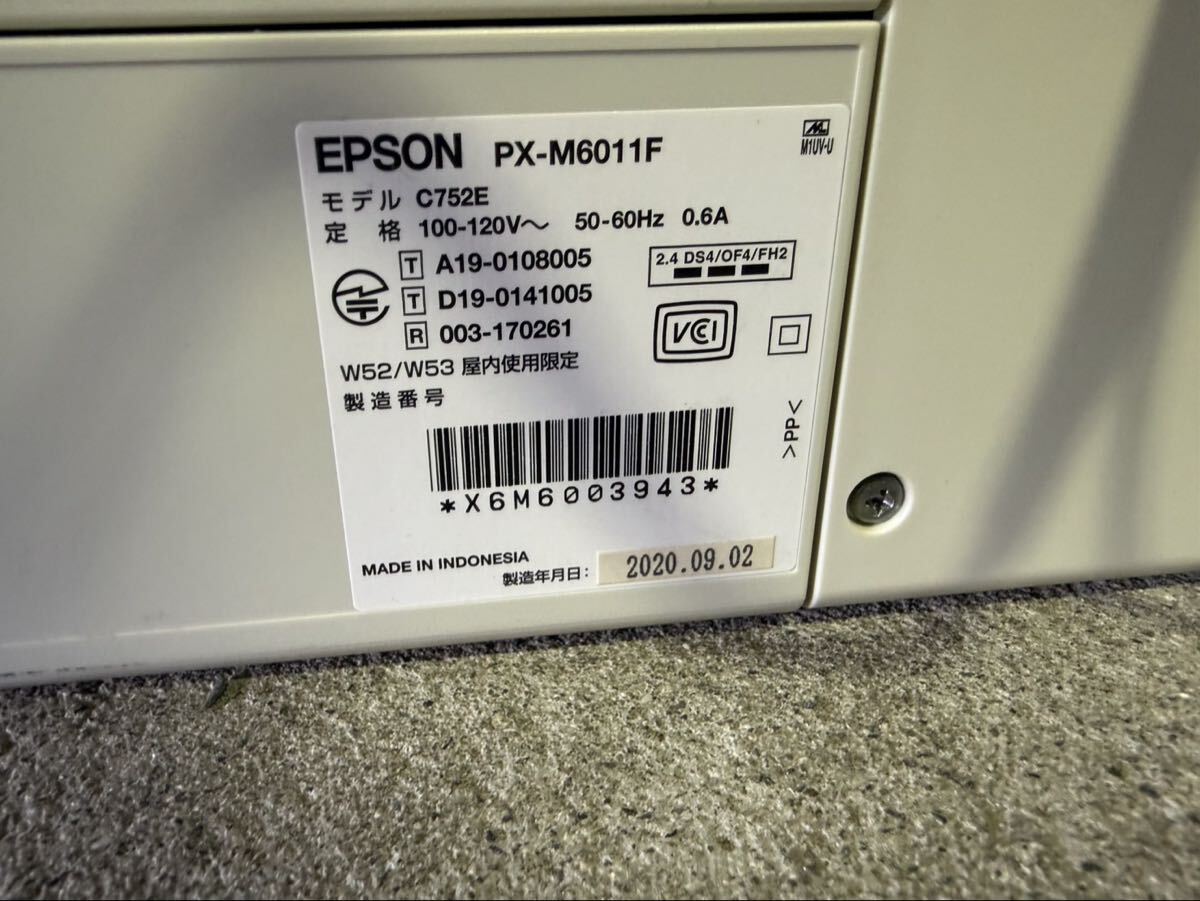 EPSON PX-M6011F
M1UV-U
モデル C752E
定 格 100-120V～ 50-60Hz 0.6A
T A19-0108005
2.4 DS4/OF4/FH2
T D19-0141005
R 003-170261
VCCI
W52/W53 屋内使用限定
製造番号
>PP<
*X6M6003943*
MADE IN INDONESIA
製造年月日: 2020.09.02